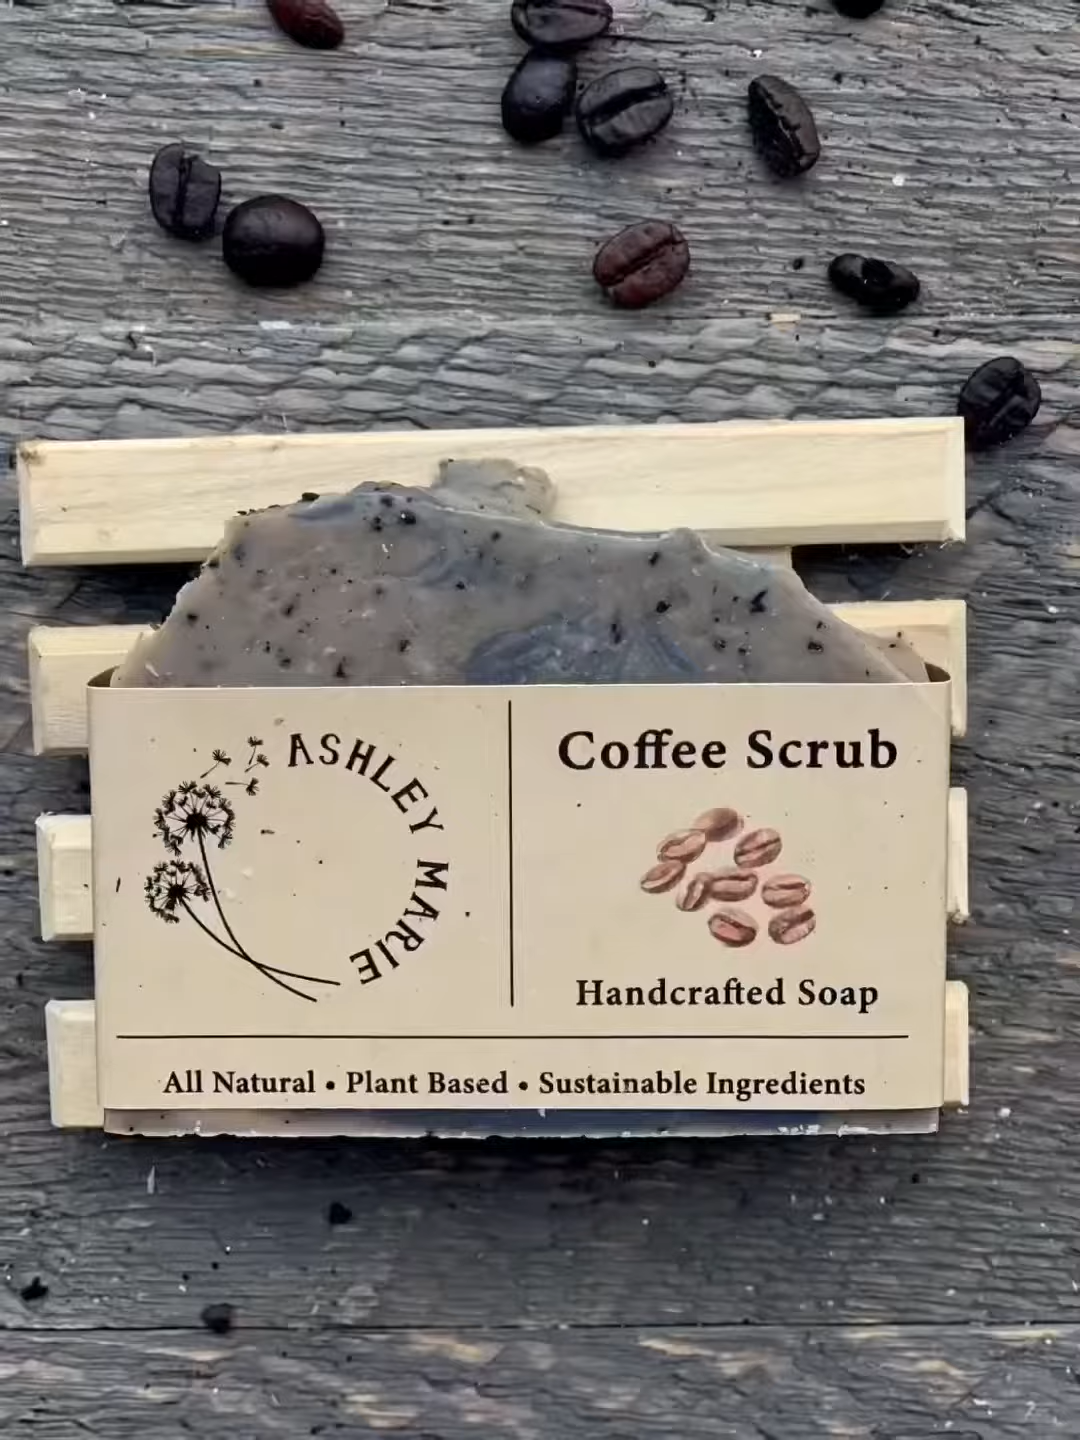 ASHLEY MARIE
Coffee Scrub
Handcrafted Soap
All Natural • Plant Based • Sustainable Ingredients